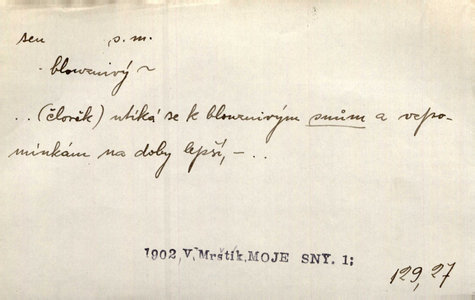 sen s. m.
blouznivý ~
.. (člověk) utíká se k blouznivým snům a vzpo-
mínkám na doby lepší, – ..
1902, V. Mrštík, MOJE SNY. 1;
129, 27